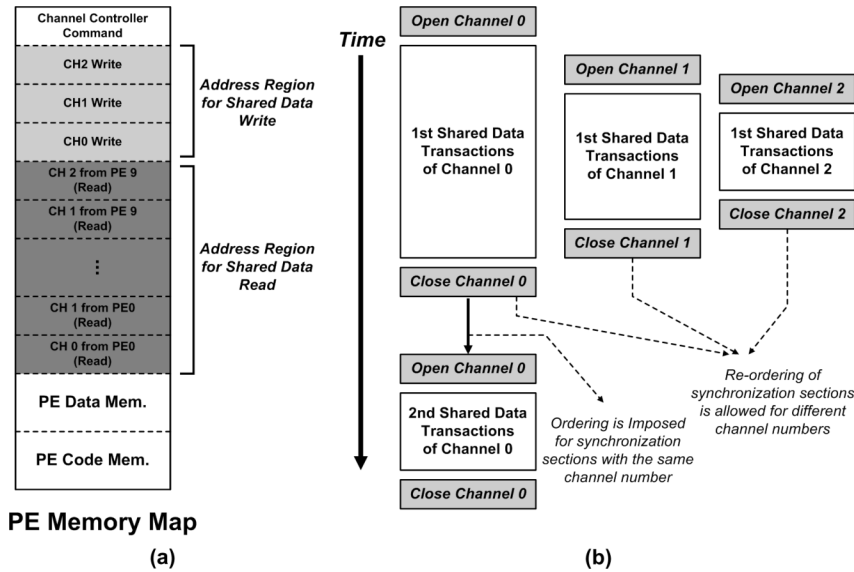 Channel Controller
Command
CH2 Write
CH1 Write
CH0 Write
CH 2 from PE 9
(Read)
CH 1 from PE 9
(Read)
⋮
CH 1 from PE0
(Read)
CH 0 from PE0
(Read)
PE Data Mem.
PE Code Mem.
Address Region
for Shared Data
Write
Address Region
for Shared Data
Read
PE Memory Map
(a)
Time
Open Channel 0
1st Shared Data
Transactions
of Channel 0
Close Channel 0
Open Channel 1
1st Shared Data
Transactions
of Channel 1
Close Channel 1
Open Channel 2
1st Shared Data
Transactions
of Channel 2
Close Channel 2
Open Channel 0
2nd Shared Data
Transactions
of Channel 0
Close Channel 0
Ordering is Imposed
for synchronization
sections with the same
channel number
Re-ordering of
synchronization sections
is allowed for different
channel numbers
(b)